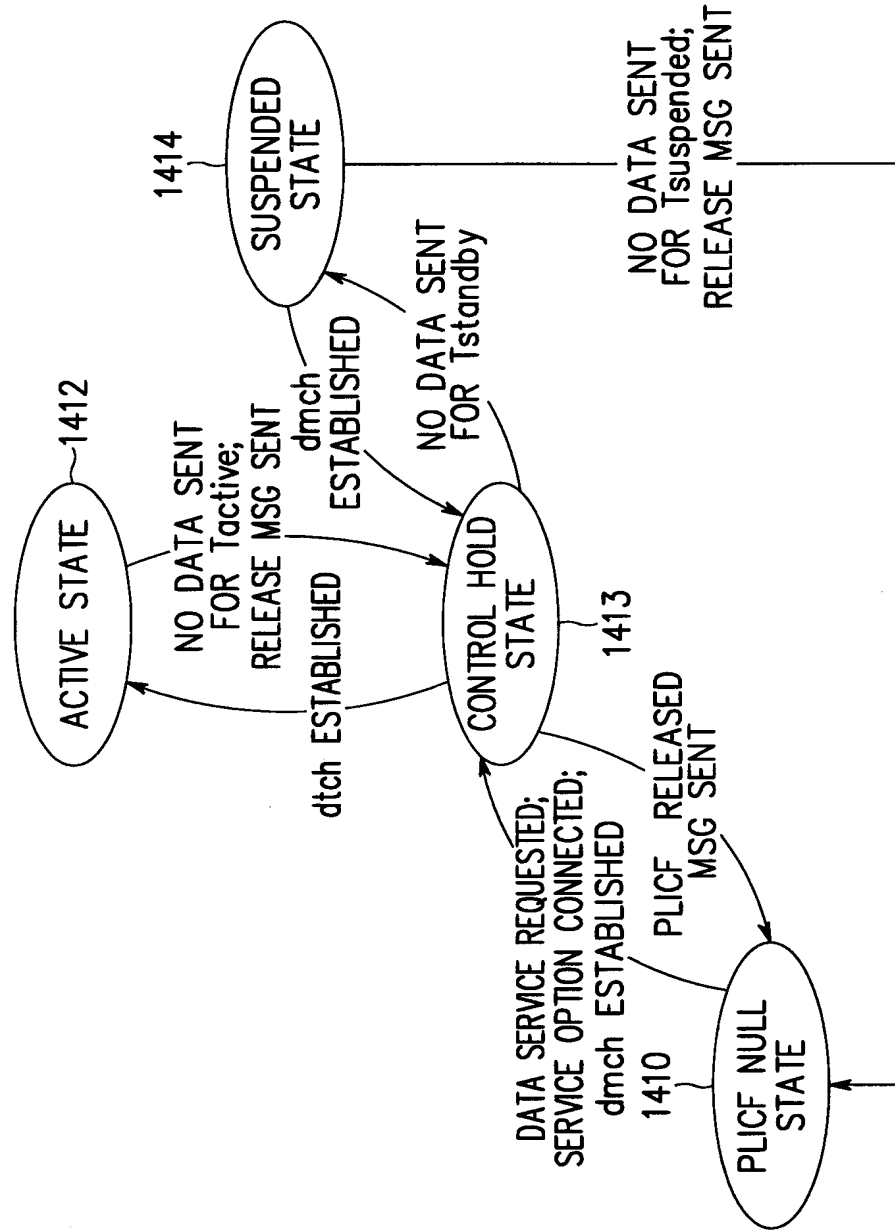 1412
ACTIVE STATE
NO DATA SENT
FOR Tactive;
RELEASE MSG SENT
dtch ESTABLISHED
1414
SUSPENDED
STATE
dmch
ESTABLISHED
NO DATA SENT
FOR Tstandby
CONTROL HOLD
STATE
1413
NO DATA SENT
FOR Tsuspended;
RELEASE MSG SENT
DATA SERVICE REQUESTED;
SERVICE OPTION CONNECTED;
dmch ESTABLISHED
PLICF RELEASED
MSG SENT
1410
PLICF NULL
STATE